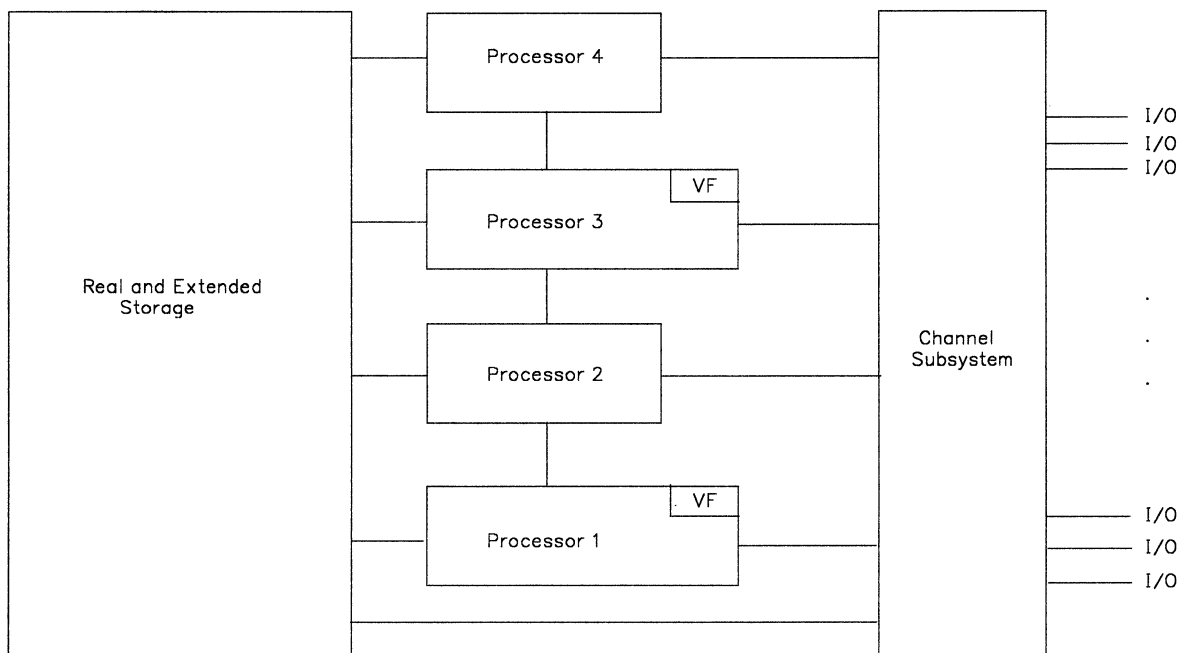 Processor 4
I/O
I/O
I/O
VF
Processor 3
Real and Extended
Storage
Channel
Subsystem
Processor 2
VF
Processor 1
I/O
I/O
I/O